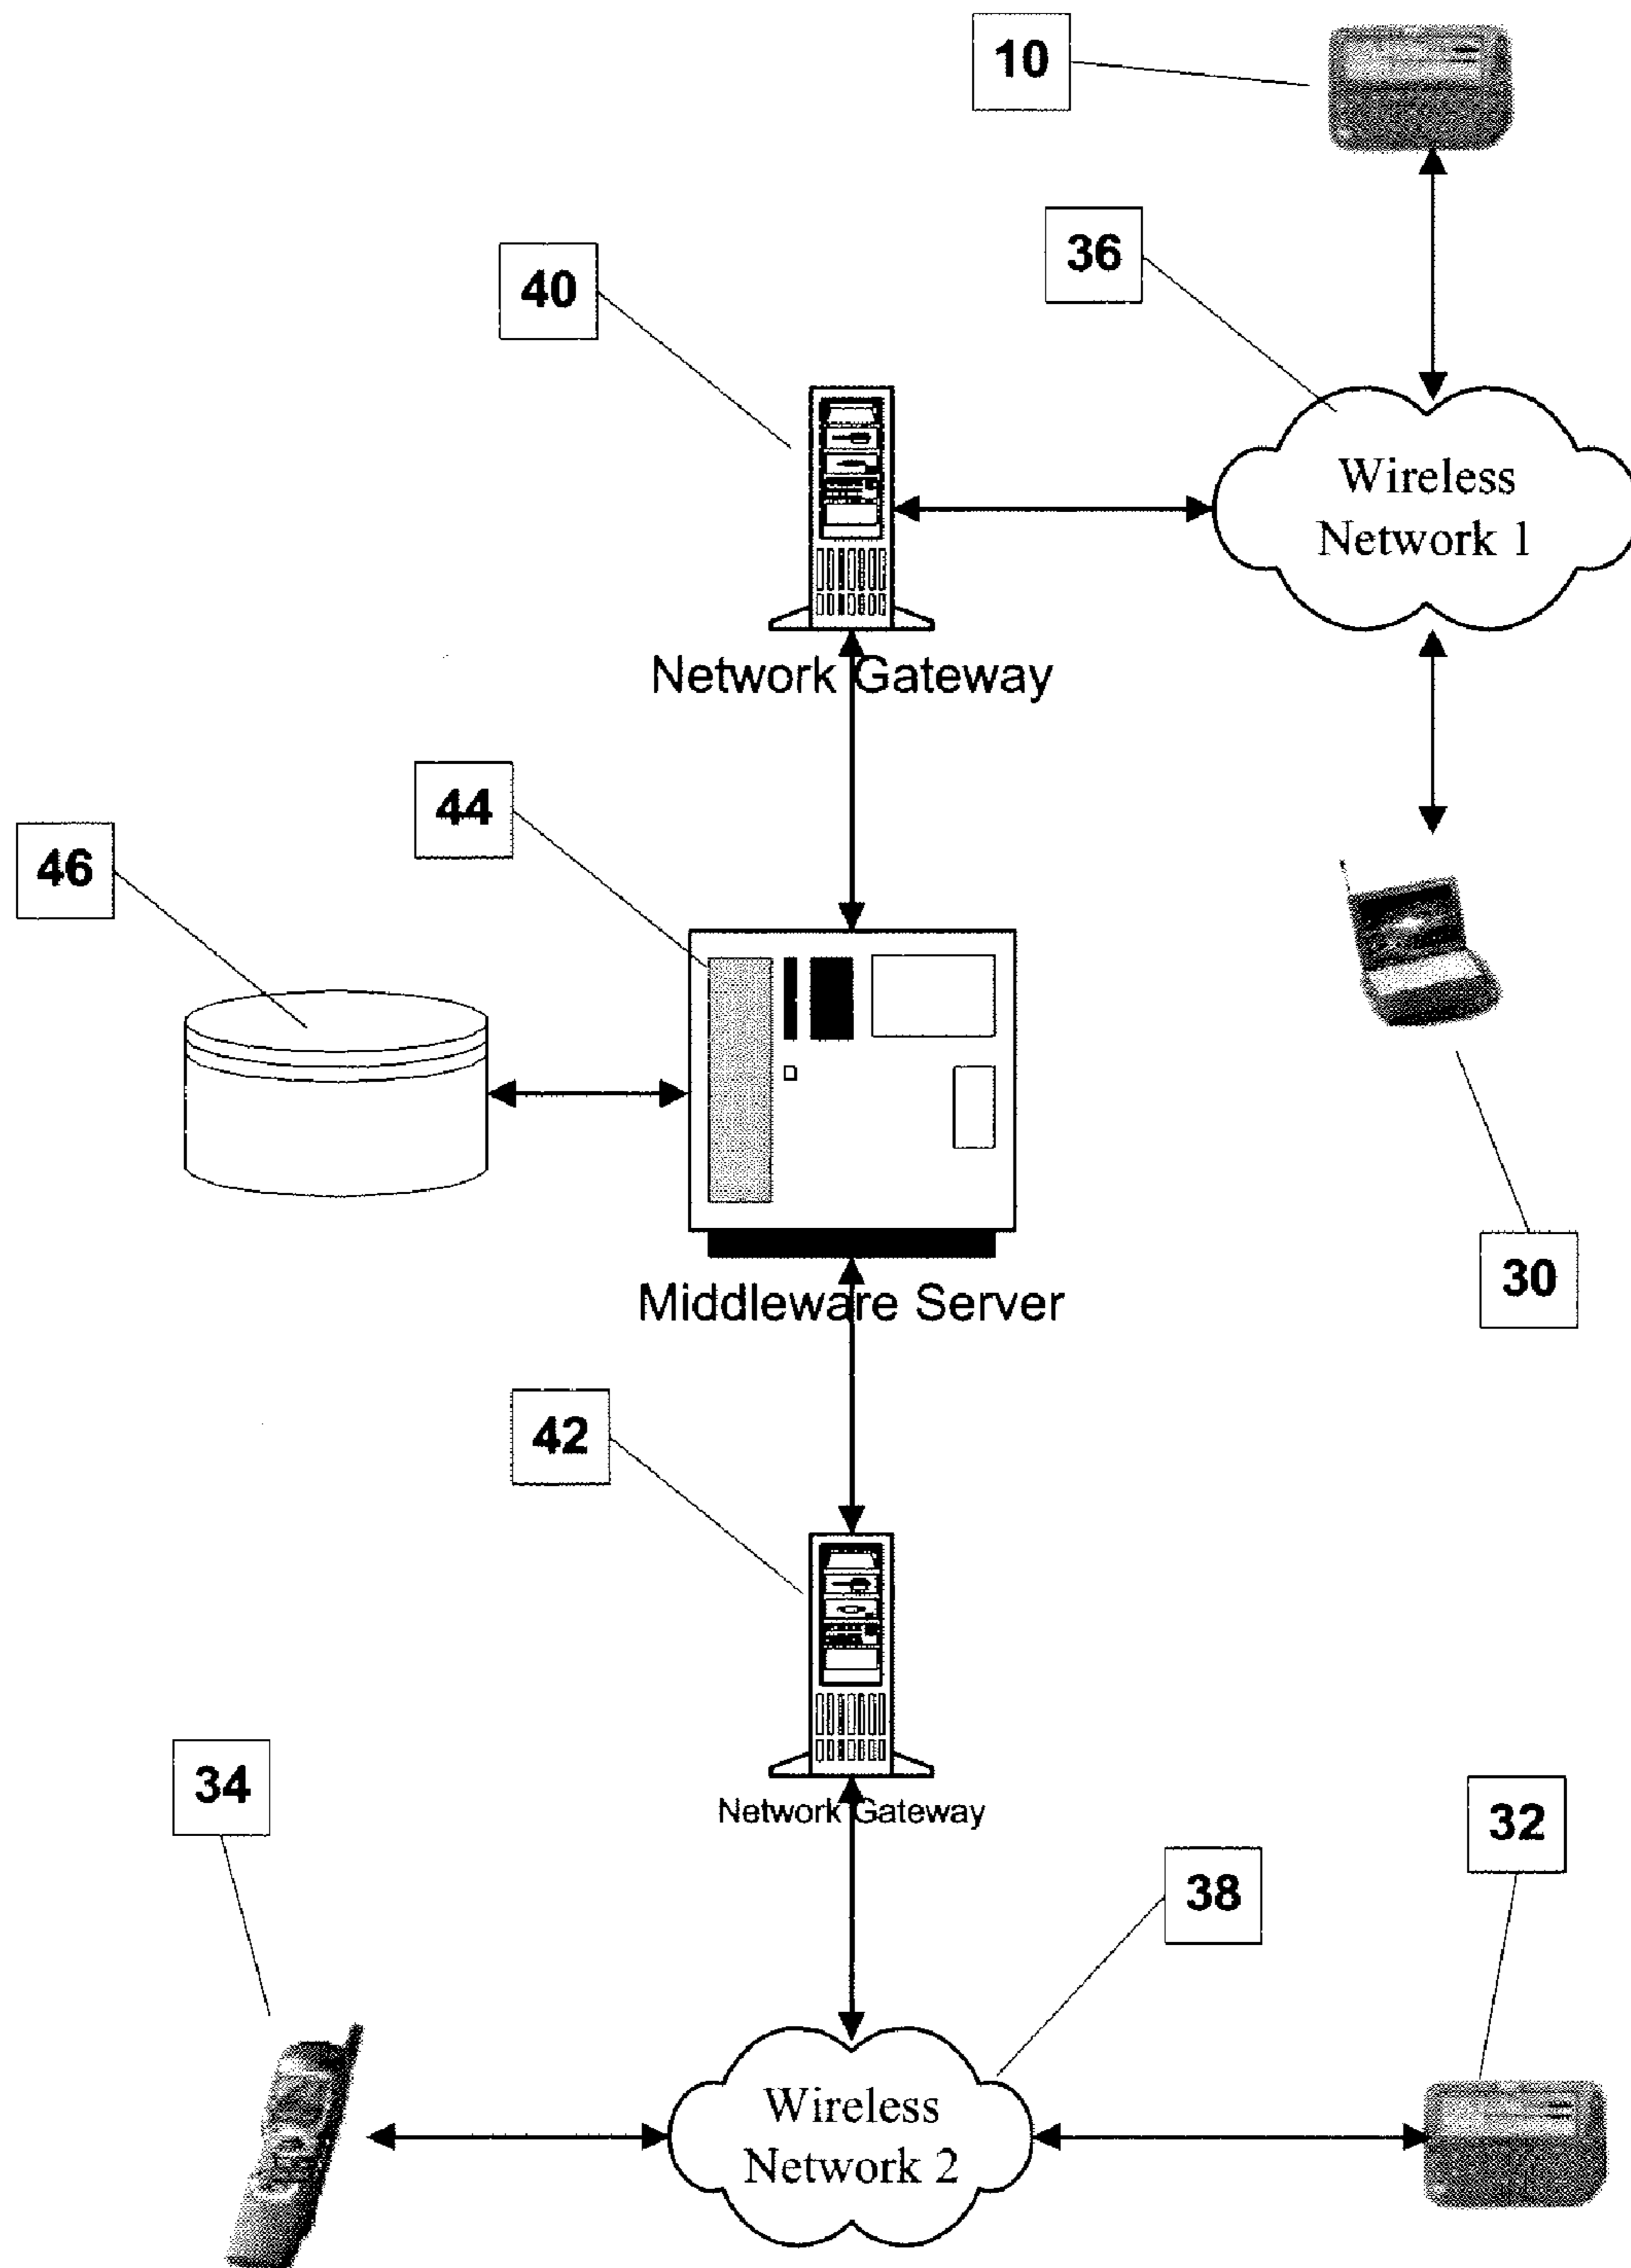 10
36
40
Wireless
Network 1
Network Gateway
44
46
30
Middleware Server
42
34
Network Gateway
32
38
Wireless
Network 2